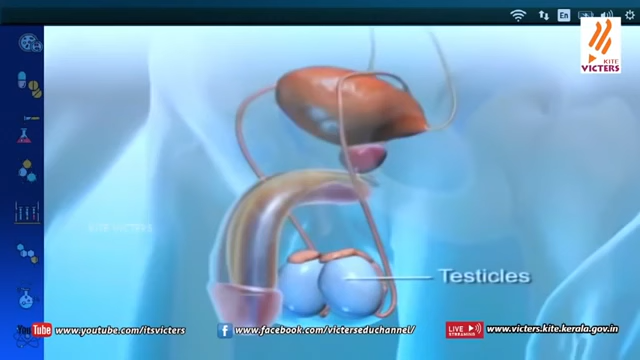 En
KITE
VICTERS
KITE VICTERS
Testicles
YouTube www.youtube.com/itsvicters
f www.facebook.com/victerseduchannel/
LIVE
STREAMING
www.victers.kite.kerala.gov.in